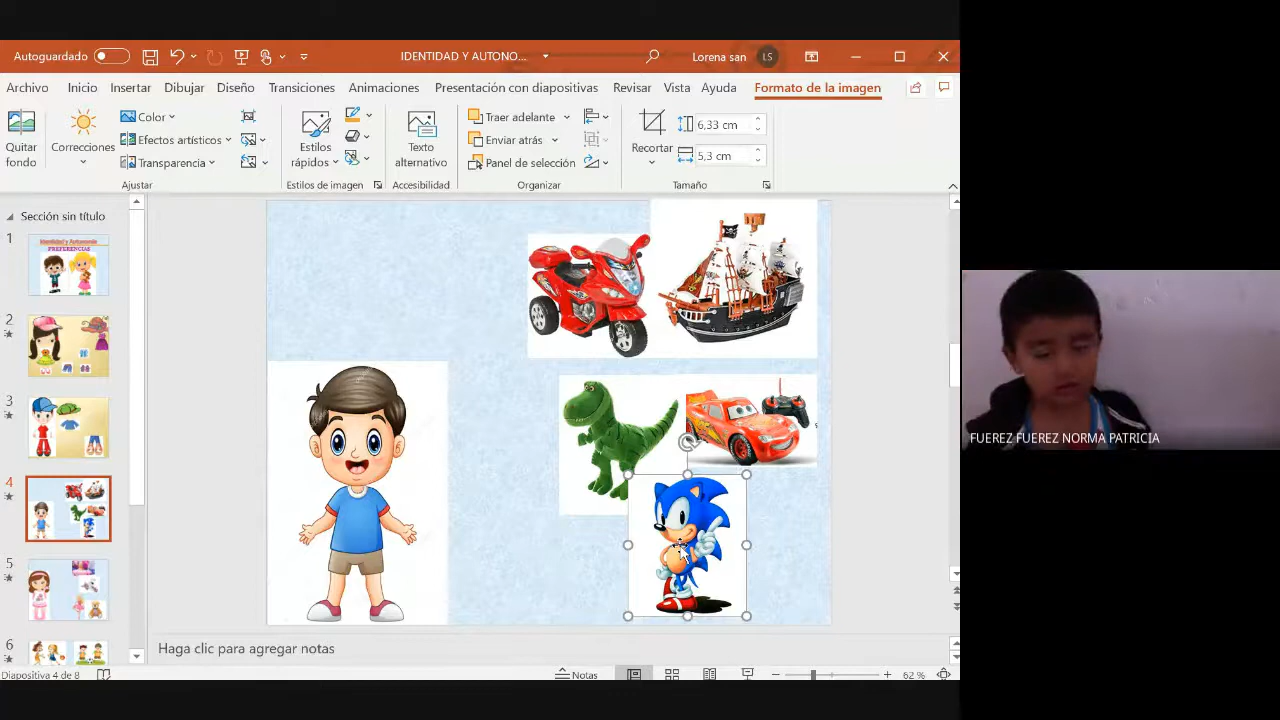 Autoguardado
IDENTIDAD Y AUTONO...
Lorena san
LS
Archivo Inicio Insertar Dibujar Diseño Transiciones Animaciones Presentación con diapositivas Revisar Vista Ayuda Formato de la imagen
Quitar fondo
Correcciones
Color
Efectos artísticos
Transparencia
Ajustar
Estilos rápidos
Estilos de imagen
Texto alternativo
Accesibilidad
Traer adelante
Enviar atrás
Panel de selección
Organizar
Recortar
6,33 cm
5,3 cm
Tamaño
Sección sin título
1
Identidad y Autonomía
PREFERENCIAS
2
3
4
5
6
FUEREZ FUEREZ NORMA PATRICIA
Haga clic para agregar notas
Diapositiva 4 de 8
Notas
62 %